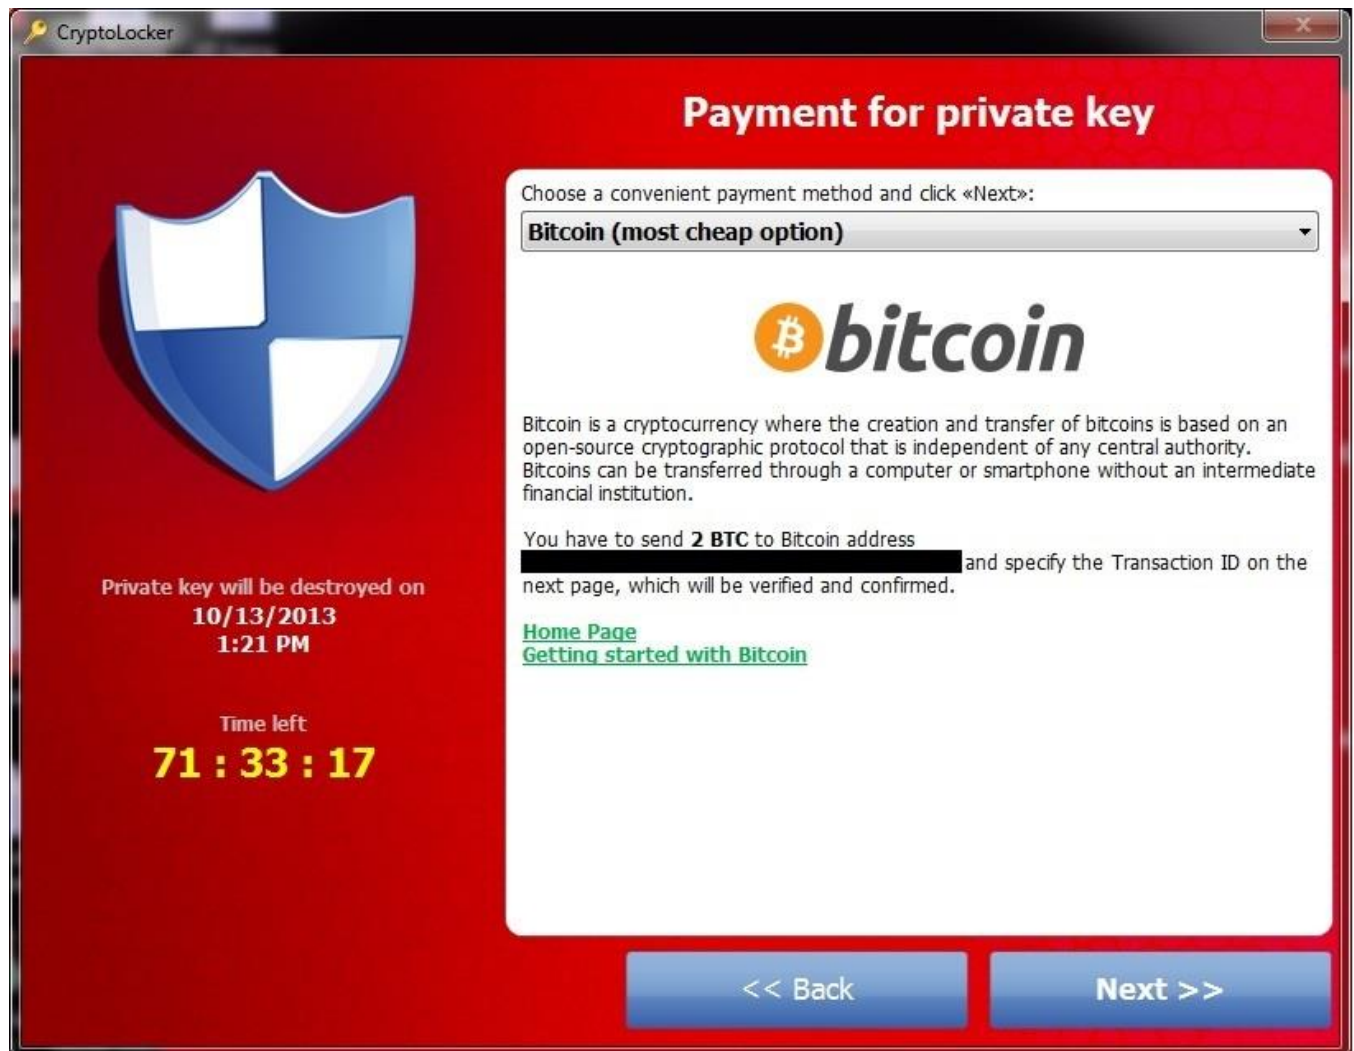 CryptoLocker
Payment for private key
Choose a convenient payment method and click «Next»:
Bitcoin (most cheap option)
bitcoin
Bitcoin is a cryptocurrency where the creation and transfer of bitcoins is based on an
open-source cryptographic protocol that is independent of any central authority.
Bitcoins can be transferred through a computer or smartphone without an intermediate
financial institution.
You have to send 2 BTC to Bitcoin address
and specify the Transaction ID on the
next page, which will be verified and confirmed.
Home Page
Getting started with Bitcoin
Private key will be destroyed on
10/13/2013
1:21 PM
Time left
71 : 33 : 17
<< Back
Next >>